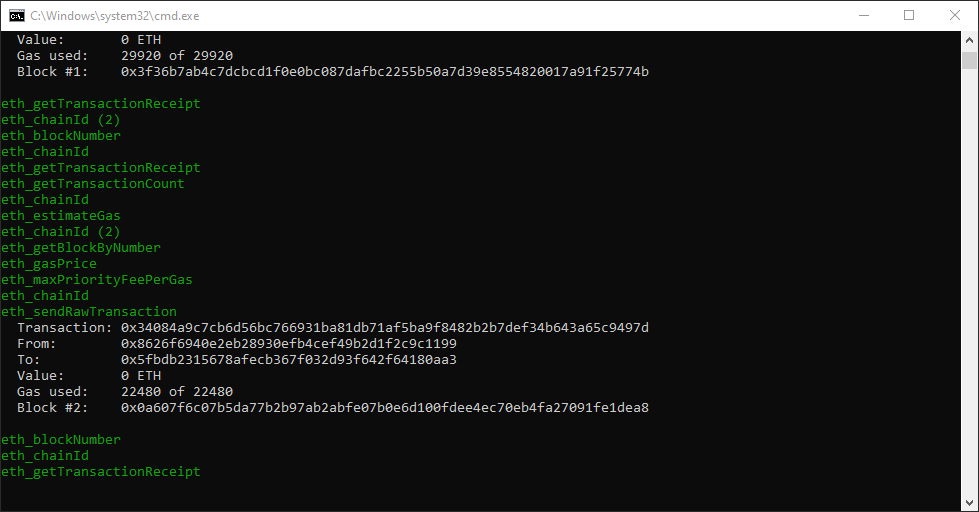 C:\Windows\system32\cmd.exe
Value: 0 ETH
Gas used: 29920 of 29920
Block #1: 0x3f36b7ab4c7dcbcd1f0e0bc087dafbc2255b50a7d39e8554820017a91f25774b
eth_getTransactionReceipt
eth_chainId (2)
eth_blockNumber
eth_chainId
eth_getTransactionReceipt
eth_getTransactionCount
eth_chainId
eth_estimateGas
eth_chainId (2)
eth_getBlockByNumber
eth_gasPrice
eth_maxPriorityFeePerGas
eth_chainId
eth_sendRawTransaction
Transaction: 0x34084a9c7cb6d56bc766931ba81db71af5ba9f8482b2b7def34b643a65c9497d
From: 0x8626f6940e2eb28930efb4cef49b2d1f2c9c1199
To: 0x5fbdb2315678afecb367f032d93f642f64180aa3
Value: 0 ETH
Gas used: 22480 of 22480
Block #2: 0x0a607f6c07b5da77b2b97ab2abfe07b0e6d100fdee4ec70eb4fa27091fe1dea8
eth_blockNumber
eth_chainId
eth_getTransactionReceipt